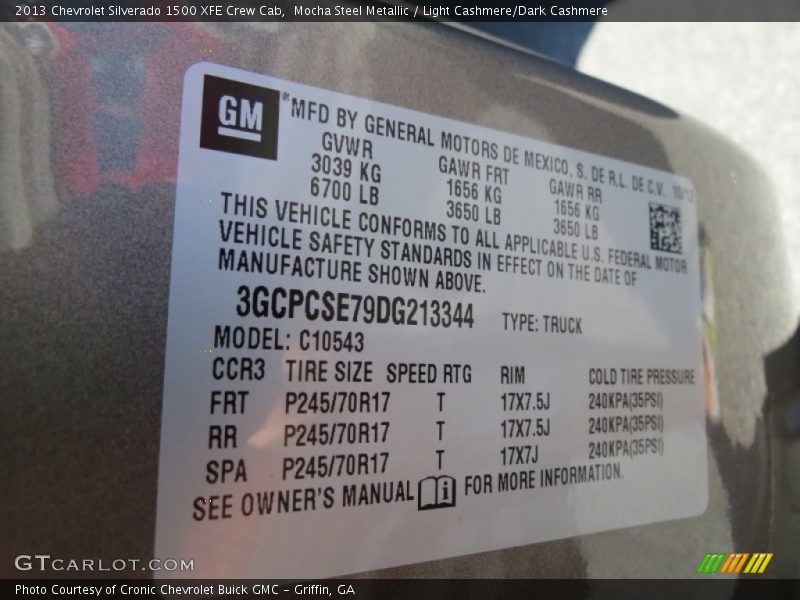 2013 Chevrolet Silverado 1500 XFE Crew Cab, Mocha Steel Metallic / Light Cashmere/Dark Cashmere
GM
® MFD BY GENERAL MOTORS DE MEXICO, S. DE R.L. DE C.V. 10/12
GVWR GAWR FRT GAWR RR
3039 KG 1656 KG 1656 KG
6700 LB 3650 LB 3650 LB
THIS VEHICLE CONFORMS TO ALL APPLICABLE U.S. FEDERAL MOTOR
VEHICLE SAFETY STANDARDS IN EFFECT ON THE DATE OF
MANUFACTURE SHOWN ABOVE.
3GCPCSE79DG213344 TYPE: TRUCK
MODEL: C10543
CCR3 TIRE SIZE SPEED RTG RIM COLD TIRE PRESSURE
FRT P245/70R17 T 17X7.5J 240KPA(35PSI)
RR P245/70R17 T 17X7.5J 240KPA(35PSI)
SPA P245/70R17 T 17X7J 240KPA(35PSI)
SEE OWNER'S MANUAL FOR MORE INFORMATION.
GTCARLOT.COM
Photo Courtesy of Cronic Chevrolet Buick GMC - Griffin, GA